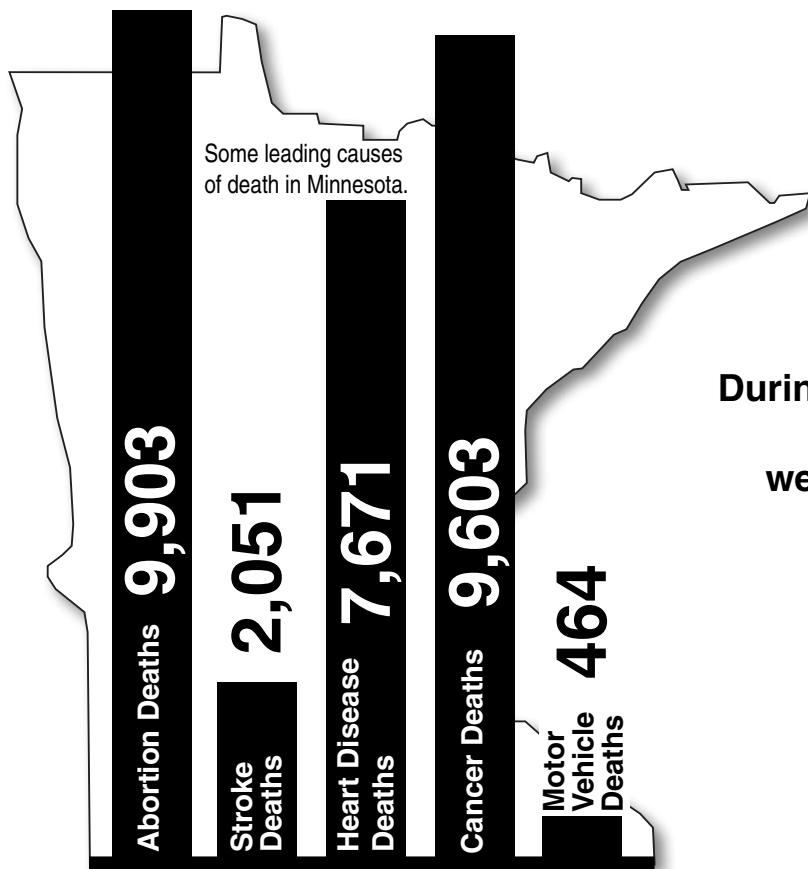 Some leading causes
of death in Minnesota.
Abortion Deaths 9,903
Stroke
Deaths
2,051
Heart Disease
Deaths
7,671
Cancer Deaths 9,603
Motor
Vehicle
Deaths
464
Durin
we